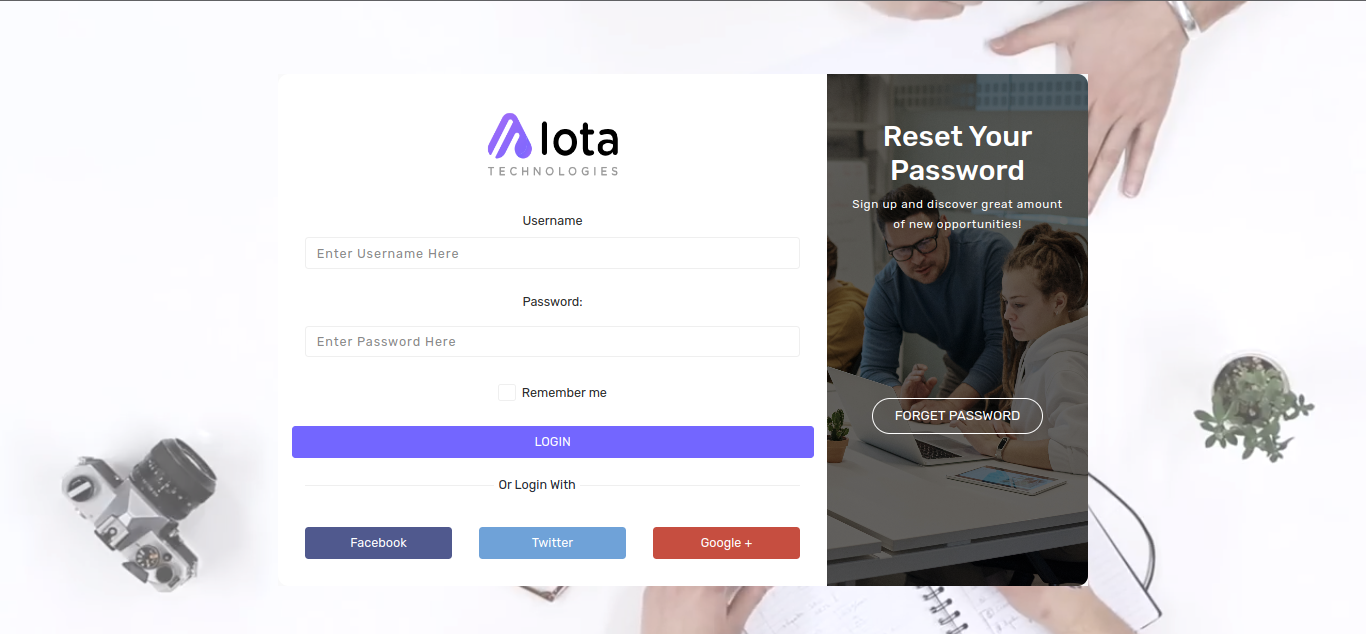 Iota
TECHNOLOGIES
Username
Enter Username Here
Password:
Enter Password Here
Remember me
LOGIN
Or Login With
Facebook
Twitter
Google +
Reset Your
Password
Sign up and discover great amount
of new opportunities!
FORGET PASSWORD